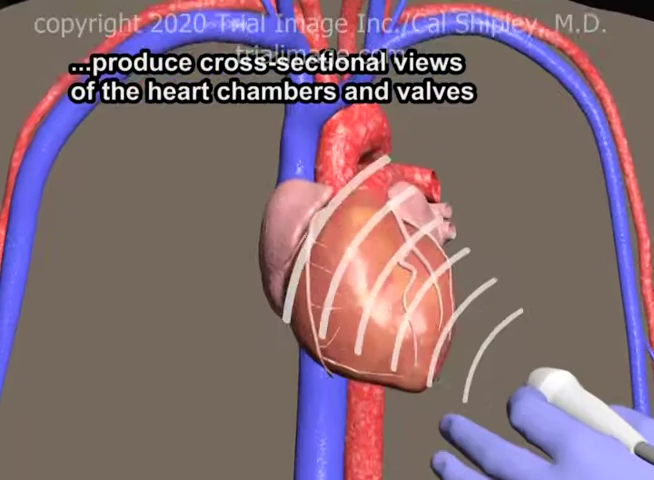 copyright 2020 Trial Image Inc./Cal Shipley, M.D.
trialimage.com
...produce cross-sectional views
of the heart chambers and valves